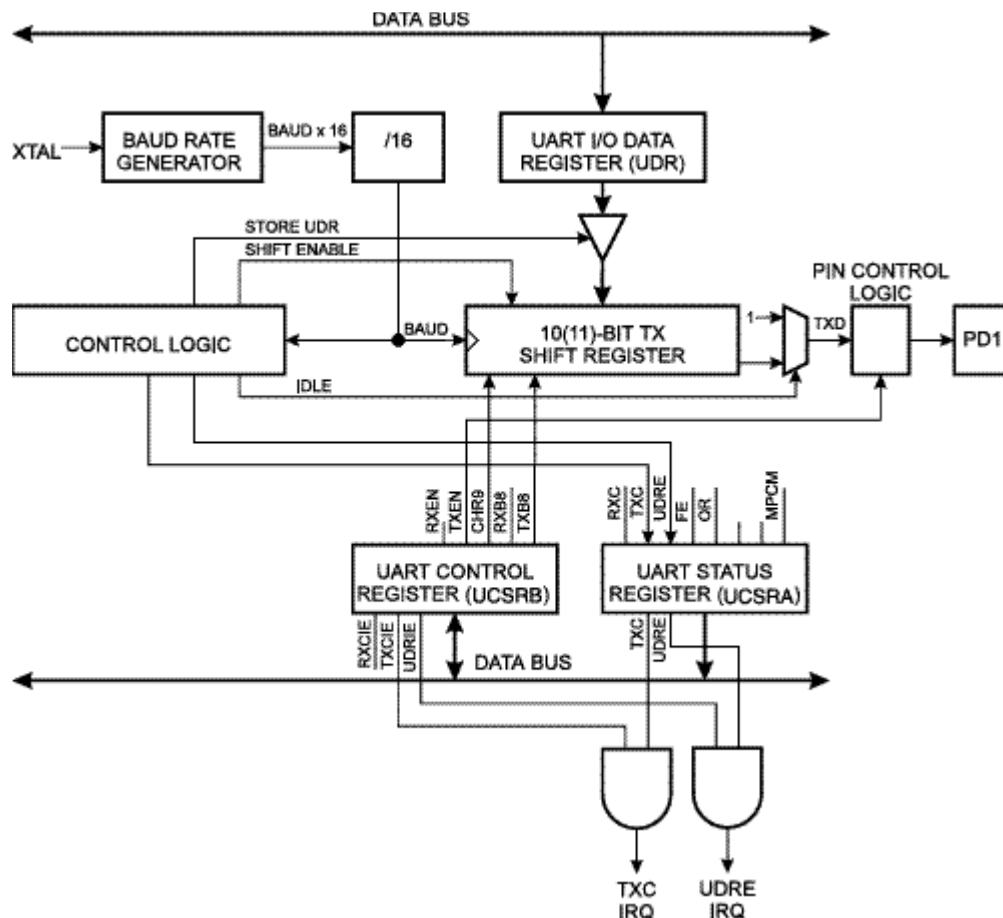 DATA BUS
XTAL
BAUD RATE
GENERATOR
BAUD x 16
/16
UART I/O DATA
REGISTER (UDR)
STORE UDR
SHIFT ENABLE
PIN CONTROL
LOGIC
CONTROL LOGIC
BAUD
10(11)-BIT TX
SHIFT REGISTER
1
TXD
PD1
IDLE
RXEN
TXEN
CHR9
RXB8
TXB8
RXC
TXC
UDRE
FE
OR
MPCM
UART CONTROL
REGISTER (UCSRB)
UART STATUS
REGISTER (UCSRA)
RXCIE
TXCIE
UDRIE
TXC
UDRE
DATA BUS
TXC
IRQ
UDRE
IRQ